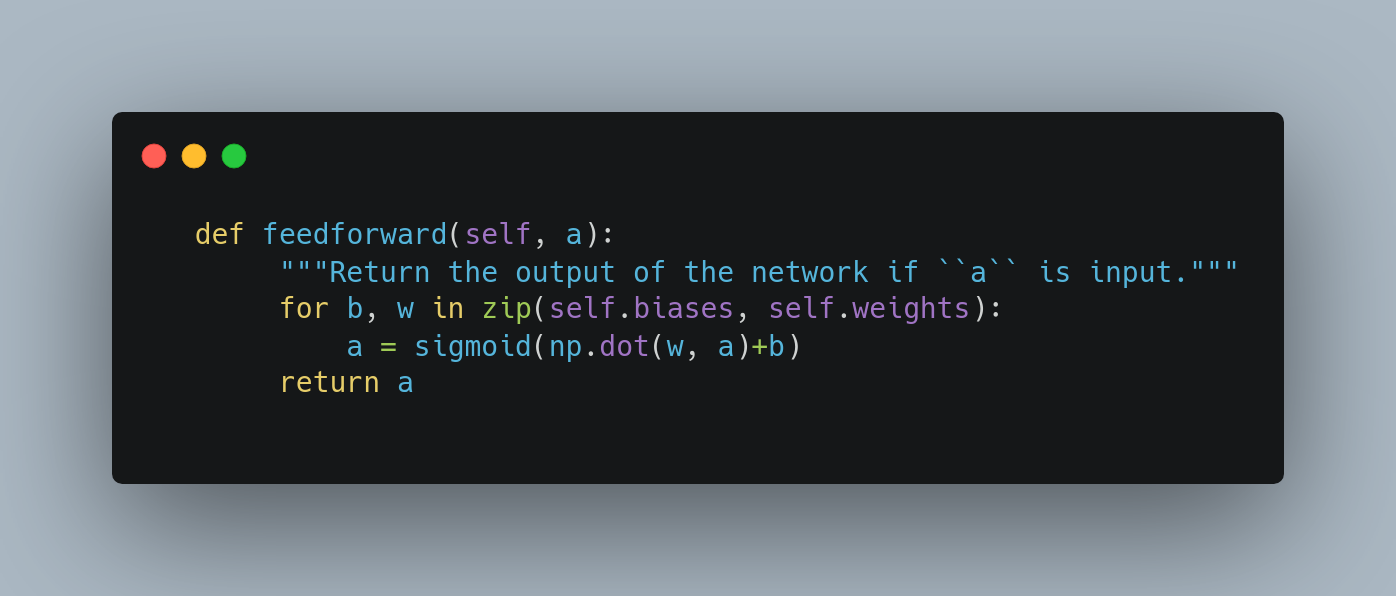 def feedforward(self, a):
"""Return the output of the network if ``a`` is input."""
for b, w in zip(self.biases, self.weights):
a = sigmoid(np.dot(w, a)+b)
return a